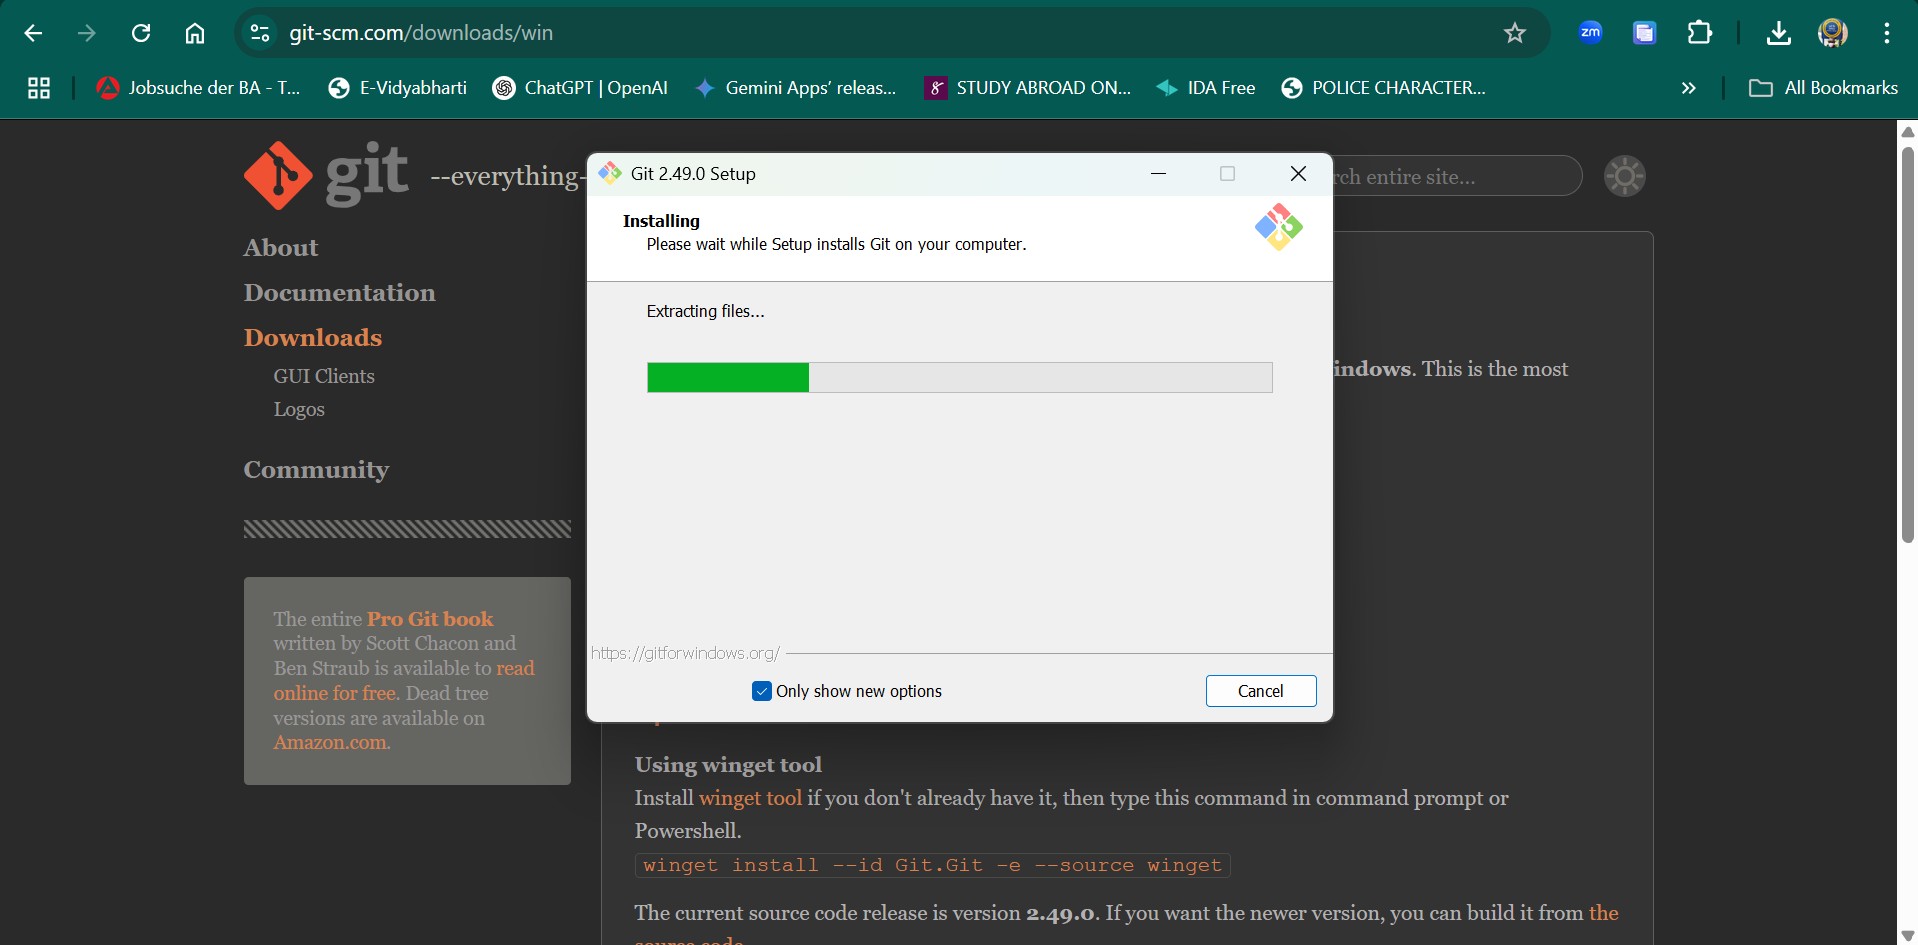 git-scm.com/downloads/win
zm
Jobsuche der BA - T...
E-Vidyabharti
ChatGPT | OpenAI
Gemini Apps’ releas...
STUDY ABROAD ON...
IDA Free
POLICE CHARACTER...
All Bookmarks
git
--everything-
rch entire site...
About
Documentation
Downloads
GUI Clients
Logos
Community
The entire Pro Git book
written by Scott Chacon and
Ben Straub is available to read
online for free. Dead tree
versions are available on
Amazon.com.
Git 2.49.0 Setup
Installing
Please wait while Setup installs Git on your computer.
Extracting files...
https://gitforwindows.org/
Only show new options
Cancel
indows. This is the most
Using winget tool
Install winget tool if you don't already have it, then type this command in command prompt or
Powershell.
winget install --id Git.Git -e --source winget
The current source code release is version 2.49.0. If you want the newer version, you can build it from the
source code.